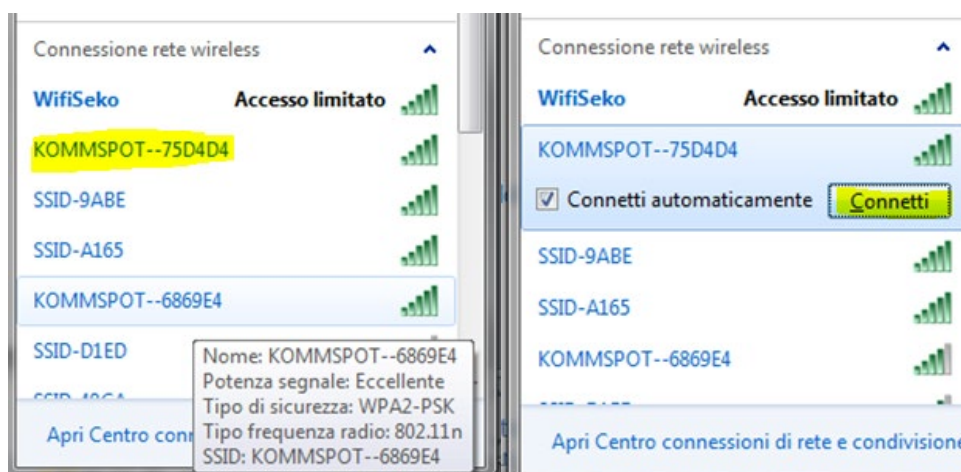 Connessione rete wireless
WifiSeko Accesso limitato
KOMMSPOT--75D4D4
SSID-9ABE
SSID-A165
KOMMSPOT--6869E4
SSID-D1ED
Nome: KOMMSPOT--6869E4
Potenza segnale: Eccellente
Tipo di sicurezza: WPA2-PSK
Tipo frequenza radio: 802.11n
SSID: KOMMSPOT--6869E4
Apri Centro
Connessione rete wireless
WifiSeko Accesso limitato
KOMMSPOT--75D4D4
Connetti automaticamente Connetti
SSID-9ABE
SSID-A165
KOMMSPOT--6869E4
Apri Centro connessioni di rete e condivisione